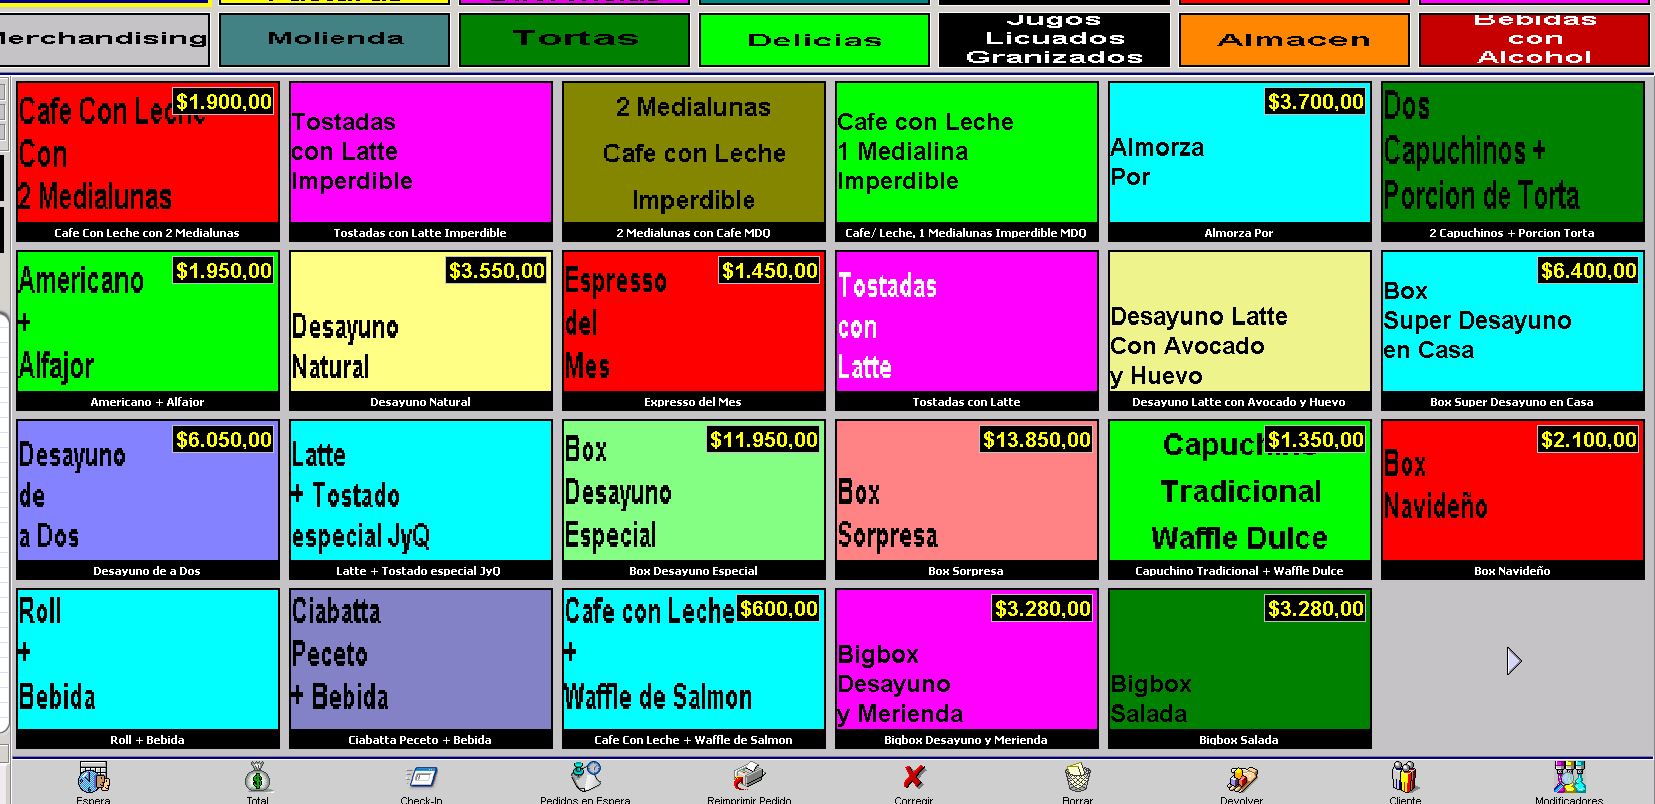 Merchandising
Molienda
Tortas
Delicias
Jugos
Licuados
Granizados
Almacen
Bebidas
con
Alcohol
Cafe Con Leche
Con
2 Medialunas
$1.900,00
Cafe Con Leche con 2 Medialunas
Tostadas
con Latte
Imperdible
Tostadas con Latte Imperdible
2 Medialunas
Cafe con Leche
Imperdible
2 Medialunas con Cafe MDQ
Cafe con Leche
1 Medialina
Imperdible
Cafe/ Leche, 1 Medialunas Imperdible MDQ
$3.700,00
Almorza
Por
Almorza Por
Dos
Capuchinos +
Porcion de Torta
2 Capuchinos + Porcion Torta
$1.950,00
Americano
+
Alfajor
Americano + Alfajor
$3.550,00
Desayuno
Natural
Desayuno Natural
$1.450,00
Espresso
del
Mes
Expresso del Mes
Tostadas
con
Latte
Tostadas con Latte
Desayuno Latte
Con Avocado
y Huevo
Desayuno Latte con Avocado y Huevo
$6.400,00
Box
Super Desayuno
en Casa
Box Super Desayuno en Casa
$6.050,00
Desayuno
de
a Dos
Desayuno de a Dos
Latte
+ Tostado
especial JyQ
Latte + Tostado especial JyQ
$11.950,00
Box
Desayuno
Especial
Box Desayuno Especial
$13.850,00
Box
Sorpresa
Box Sorpresa
$1.350,00
Capuchino
Tradicional
Waffle Dulce
Capuchino Tradicional + Waffle Dulce
$2.100,00
Box
Navideño
Box Navideño
Roll
+
Bebida
Roll + Bebida
Ciabatta
Peceto
+ Bebida
Ciabatta Peceto + Bebida
Cafe con Leche
$600,00
+
Waffle de Salmon
Cafe Con Leche + Waffle de Salmon
$3.280,00
Bigbox
Desayuno
y Merienda
Bigbox Desayuno y Merienda
$3.280,00
Bigbox
Salada
Bigbox Salada
Espera
Total
Check-In
Pedidos en Espera
Reimprimir Pedido
Corregir
Borrar
Devolver
Cliente
Modificadores